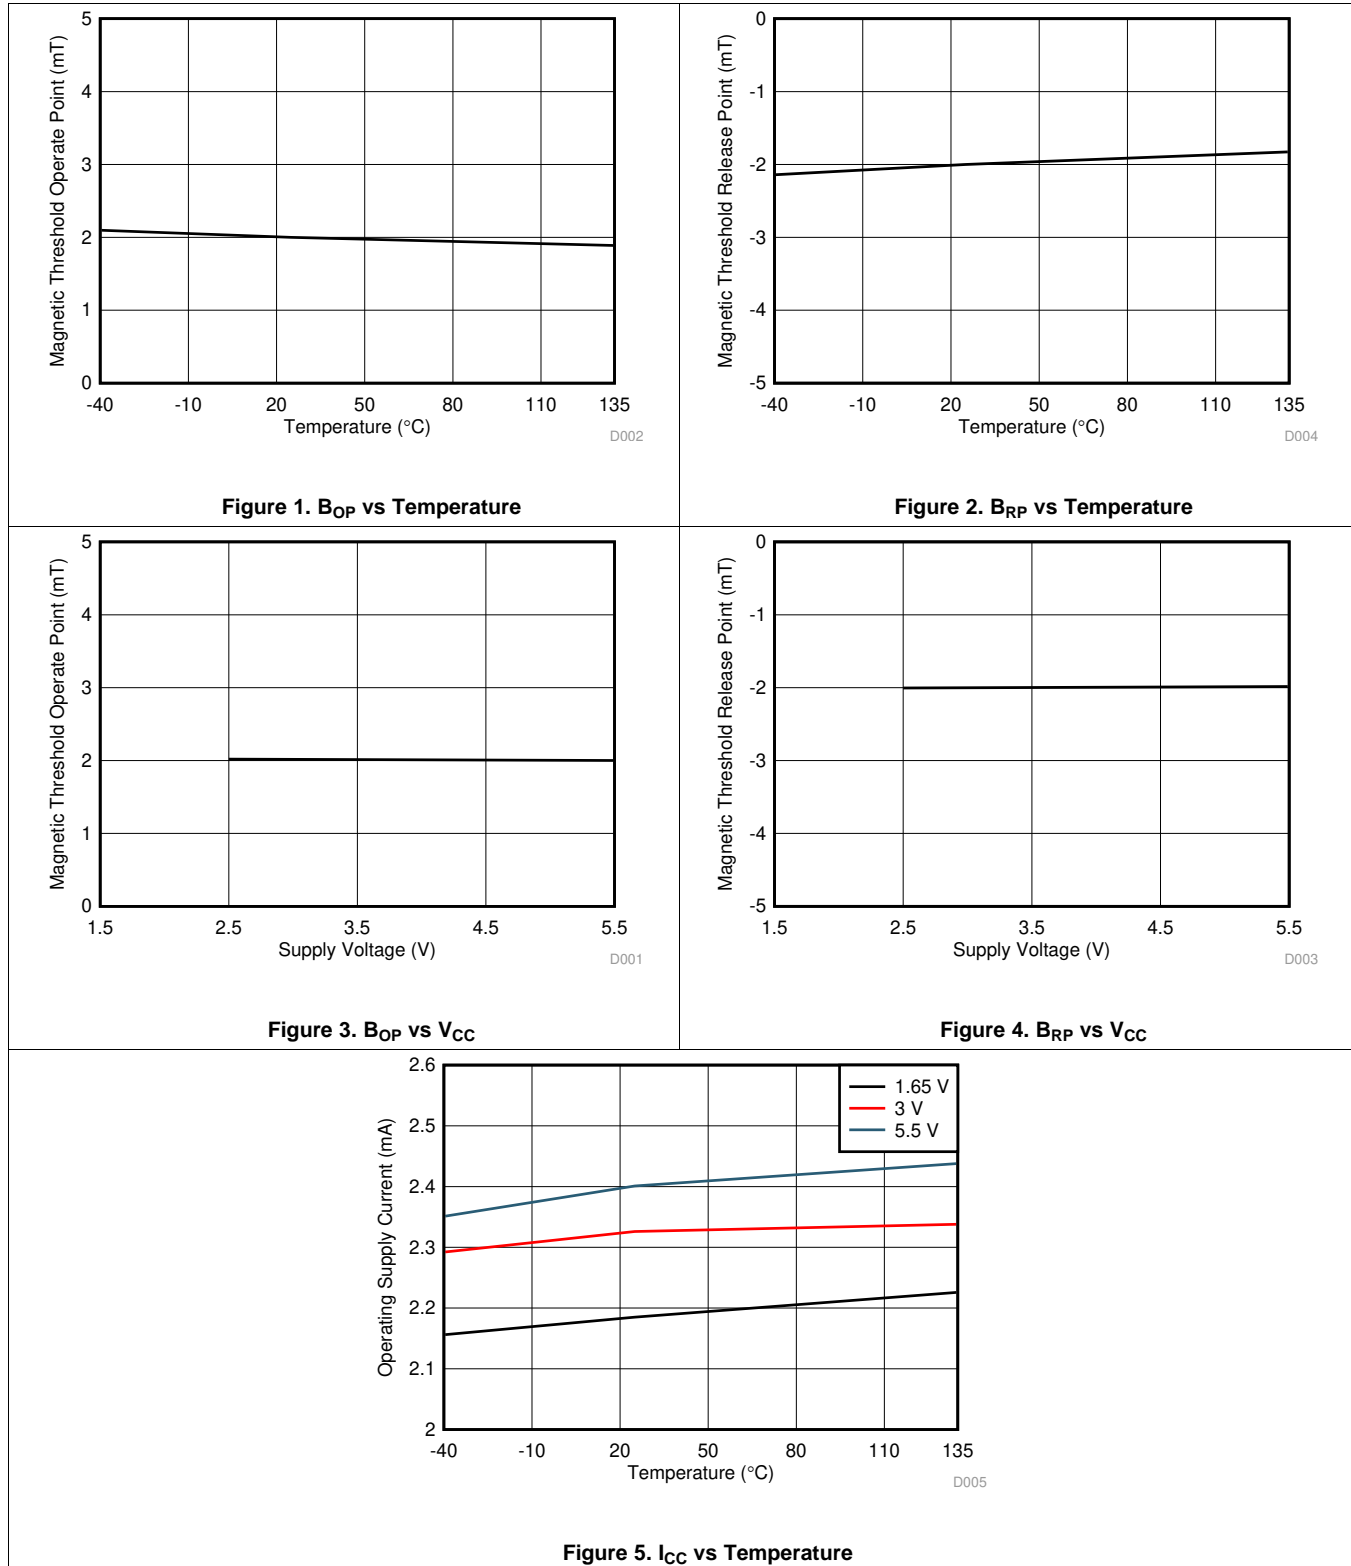 Magnetic Threshold Operate Point (mT)
5
4
3
2
1
0
-40 -10 20 50 80 110 135
Temperature (°C)
D002
Figure 1. BOP vs Temperature
Magnetic Threshold Release Point (mT)
0
-1
-2
-3
-4
-5
-40 -10 20 50 80 110 135
Temperature (°C)
D004
Figure 2. BRP vs Temperature
Magnetic Threshold Operate Point (mT)
5
4
3
2
1
0
1.5 2.5 3.5 4.5 5.5
Supply Voltage (V)
D001
Figure 3. BOP vs VCC
Magnetic Threshold Release Point (mT)
0
-1
-2
-3
-4
-5
1.5 2.5 3.5 4.5 5.5
Supply Voltage (V)
D003
Figure 4. BRP vs VCC
Operating Supply Current (mA)
2.6
2.5
2.4
2.3
2.2
2.1
2
1.65 V
3 V
5.5 V
-40 -10 20 50 80 110 135
Temperature (°C)
D005
Figure 5. ICC vs Temperature